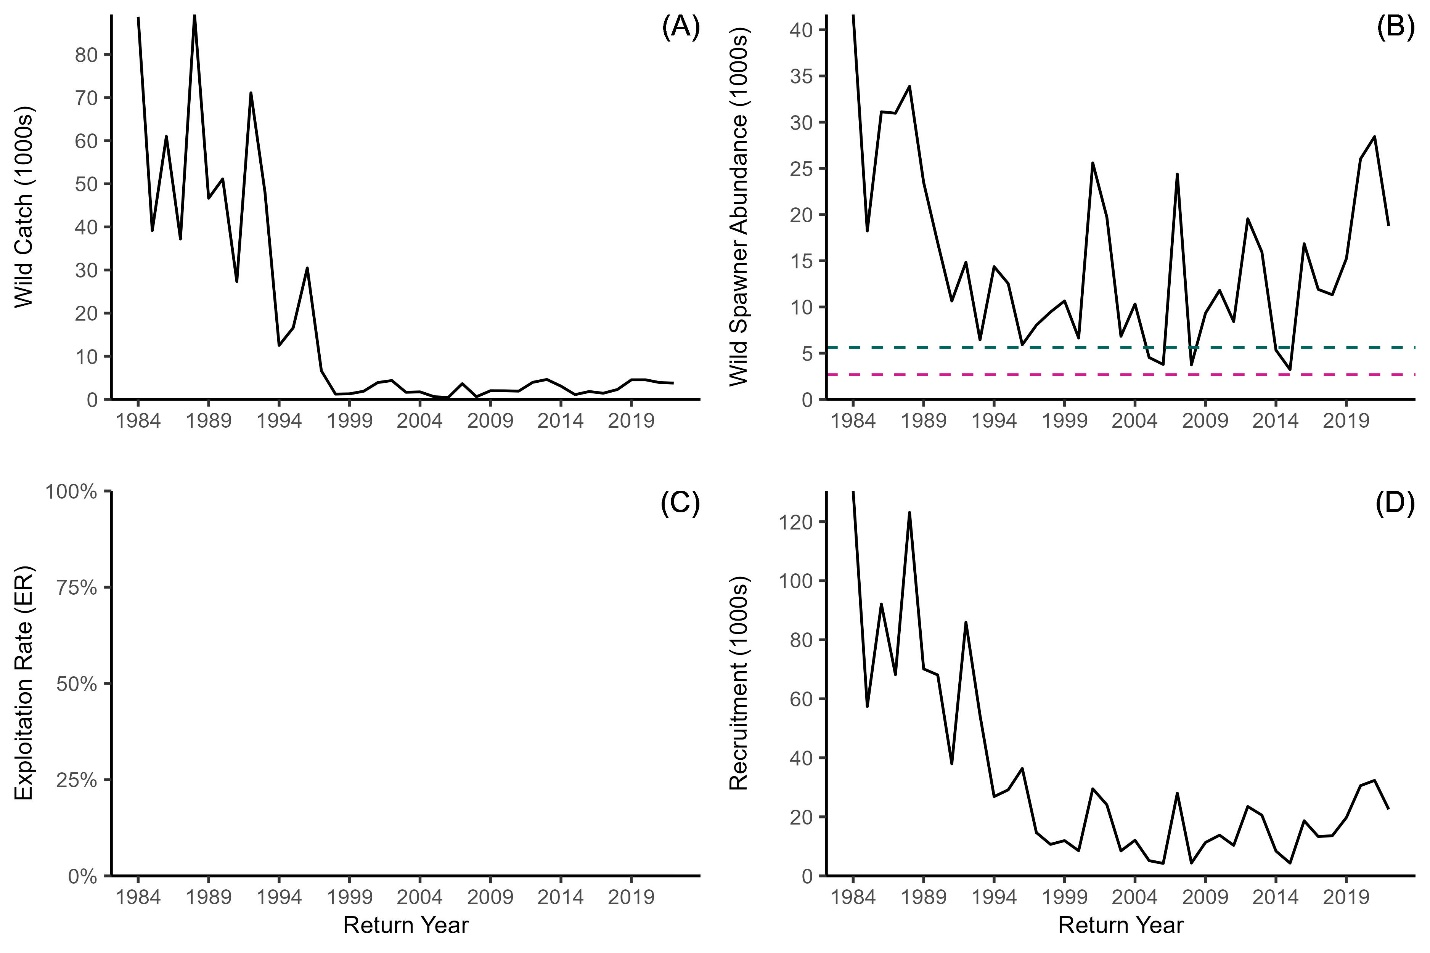 (A)
Wild Catch (1000s)
80
70
60
50
40
30
20
10
0
1984 1989 1994 1999 2004 2009 2014 2019
(B)
Wild Spawner Abundance (1000s)
40
35
30
25
20
15
10
5
0
1984 1989 1994 1999 2004 2009 2014 2019
(C)
Exploitation Rate (ER)
100%
75%
50%
25%
0%
1984 1989 1994 1999 2004 2009 2014 2019
Return Year
(D)
Recruitment (1000s)
120
100
80
60
40
20
0
1984 1989 1994 1999 2004 2009 2014 2019
Return Year